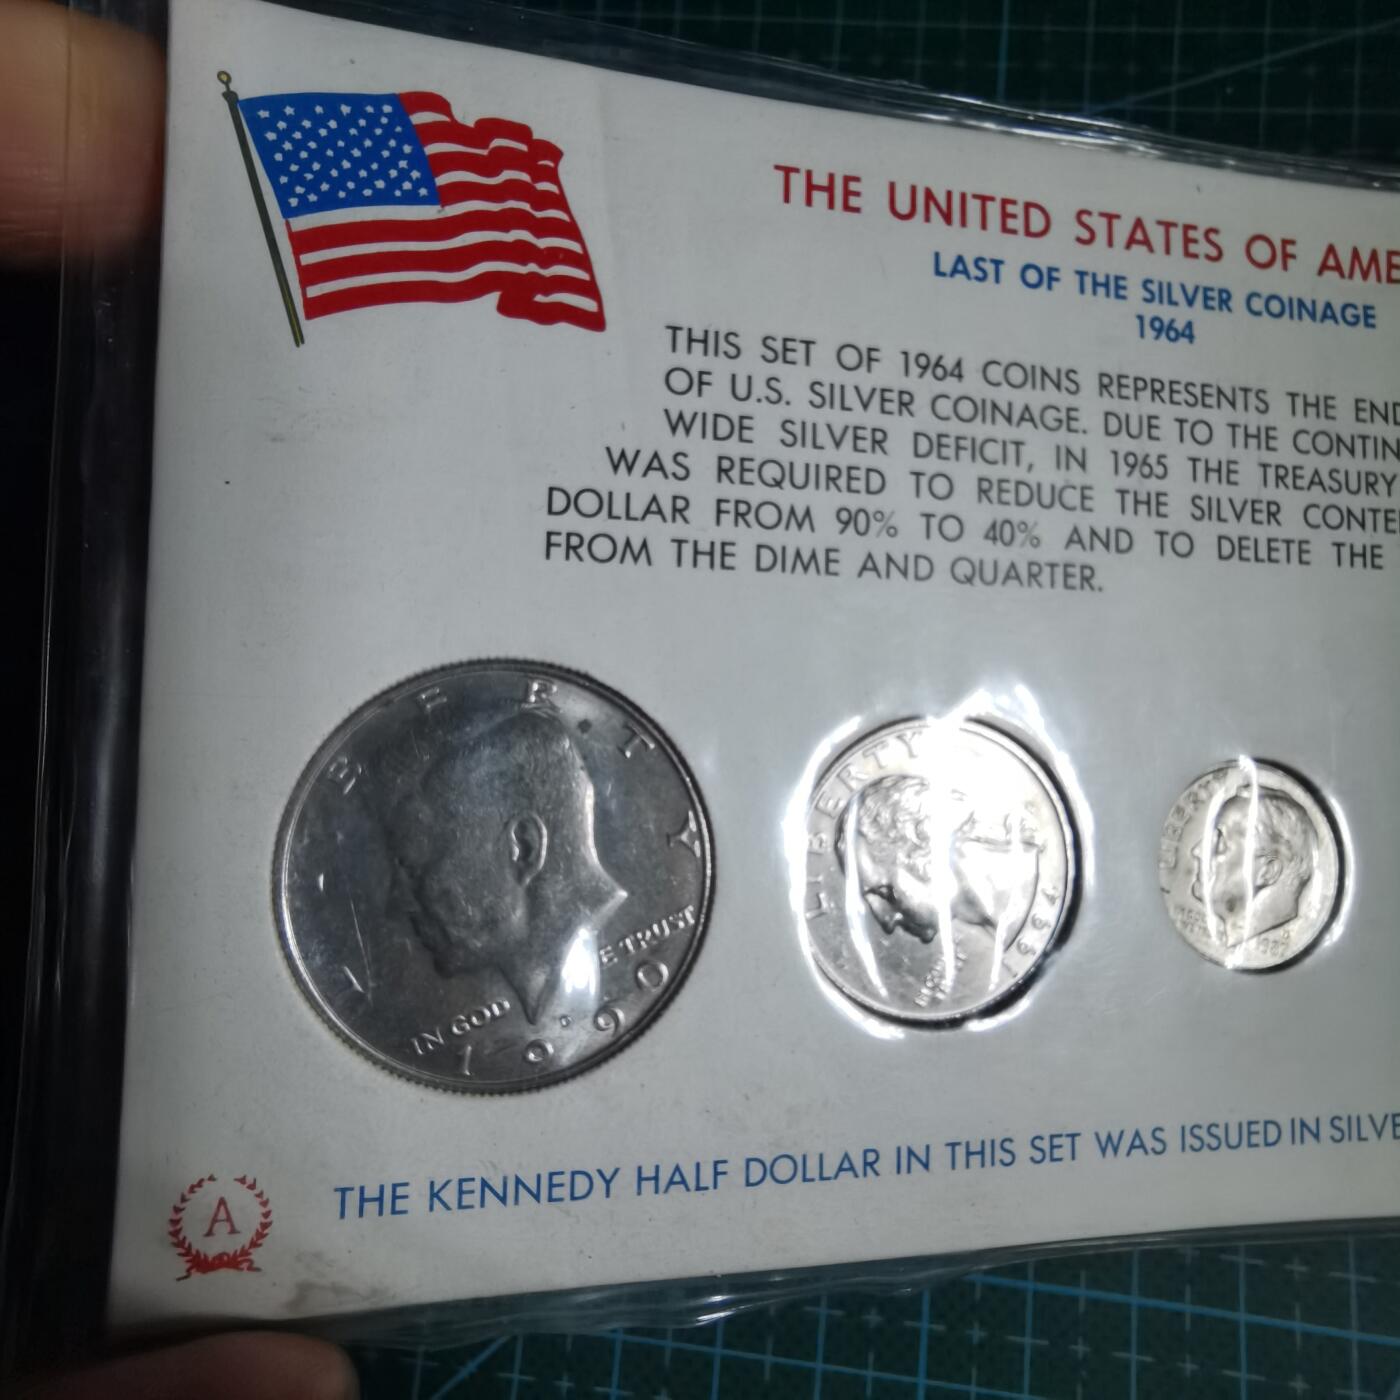 THE UNITED STATES OF AME
LAST OF THE SILVER COINAGE
1964
THIS SET OF 1964 COINS REPRESENTS THE END
OF U.S. SILVER COINAGE. DUE TO THE CONTIN
WIDE SILVER DEFICIT, IN 1965 THE TREASURY
WAS REQUIRED TO REDUCE THE SILVER CONTE
DOLLAR FROM 90% TO 40% AND TO DELETE THE
FROM THE DIME AND QUARTER.
LIBERTY
IN GOD WE TRUST
1990
LIBERTY
LIBERTY
THE KENNEDY HALF DOLLAR IN THIS SET WAS ISSUED IN SILVE
A